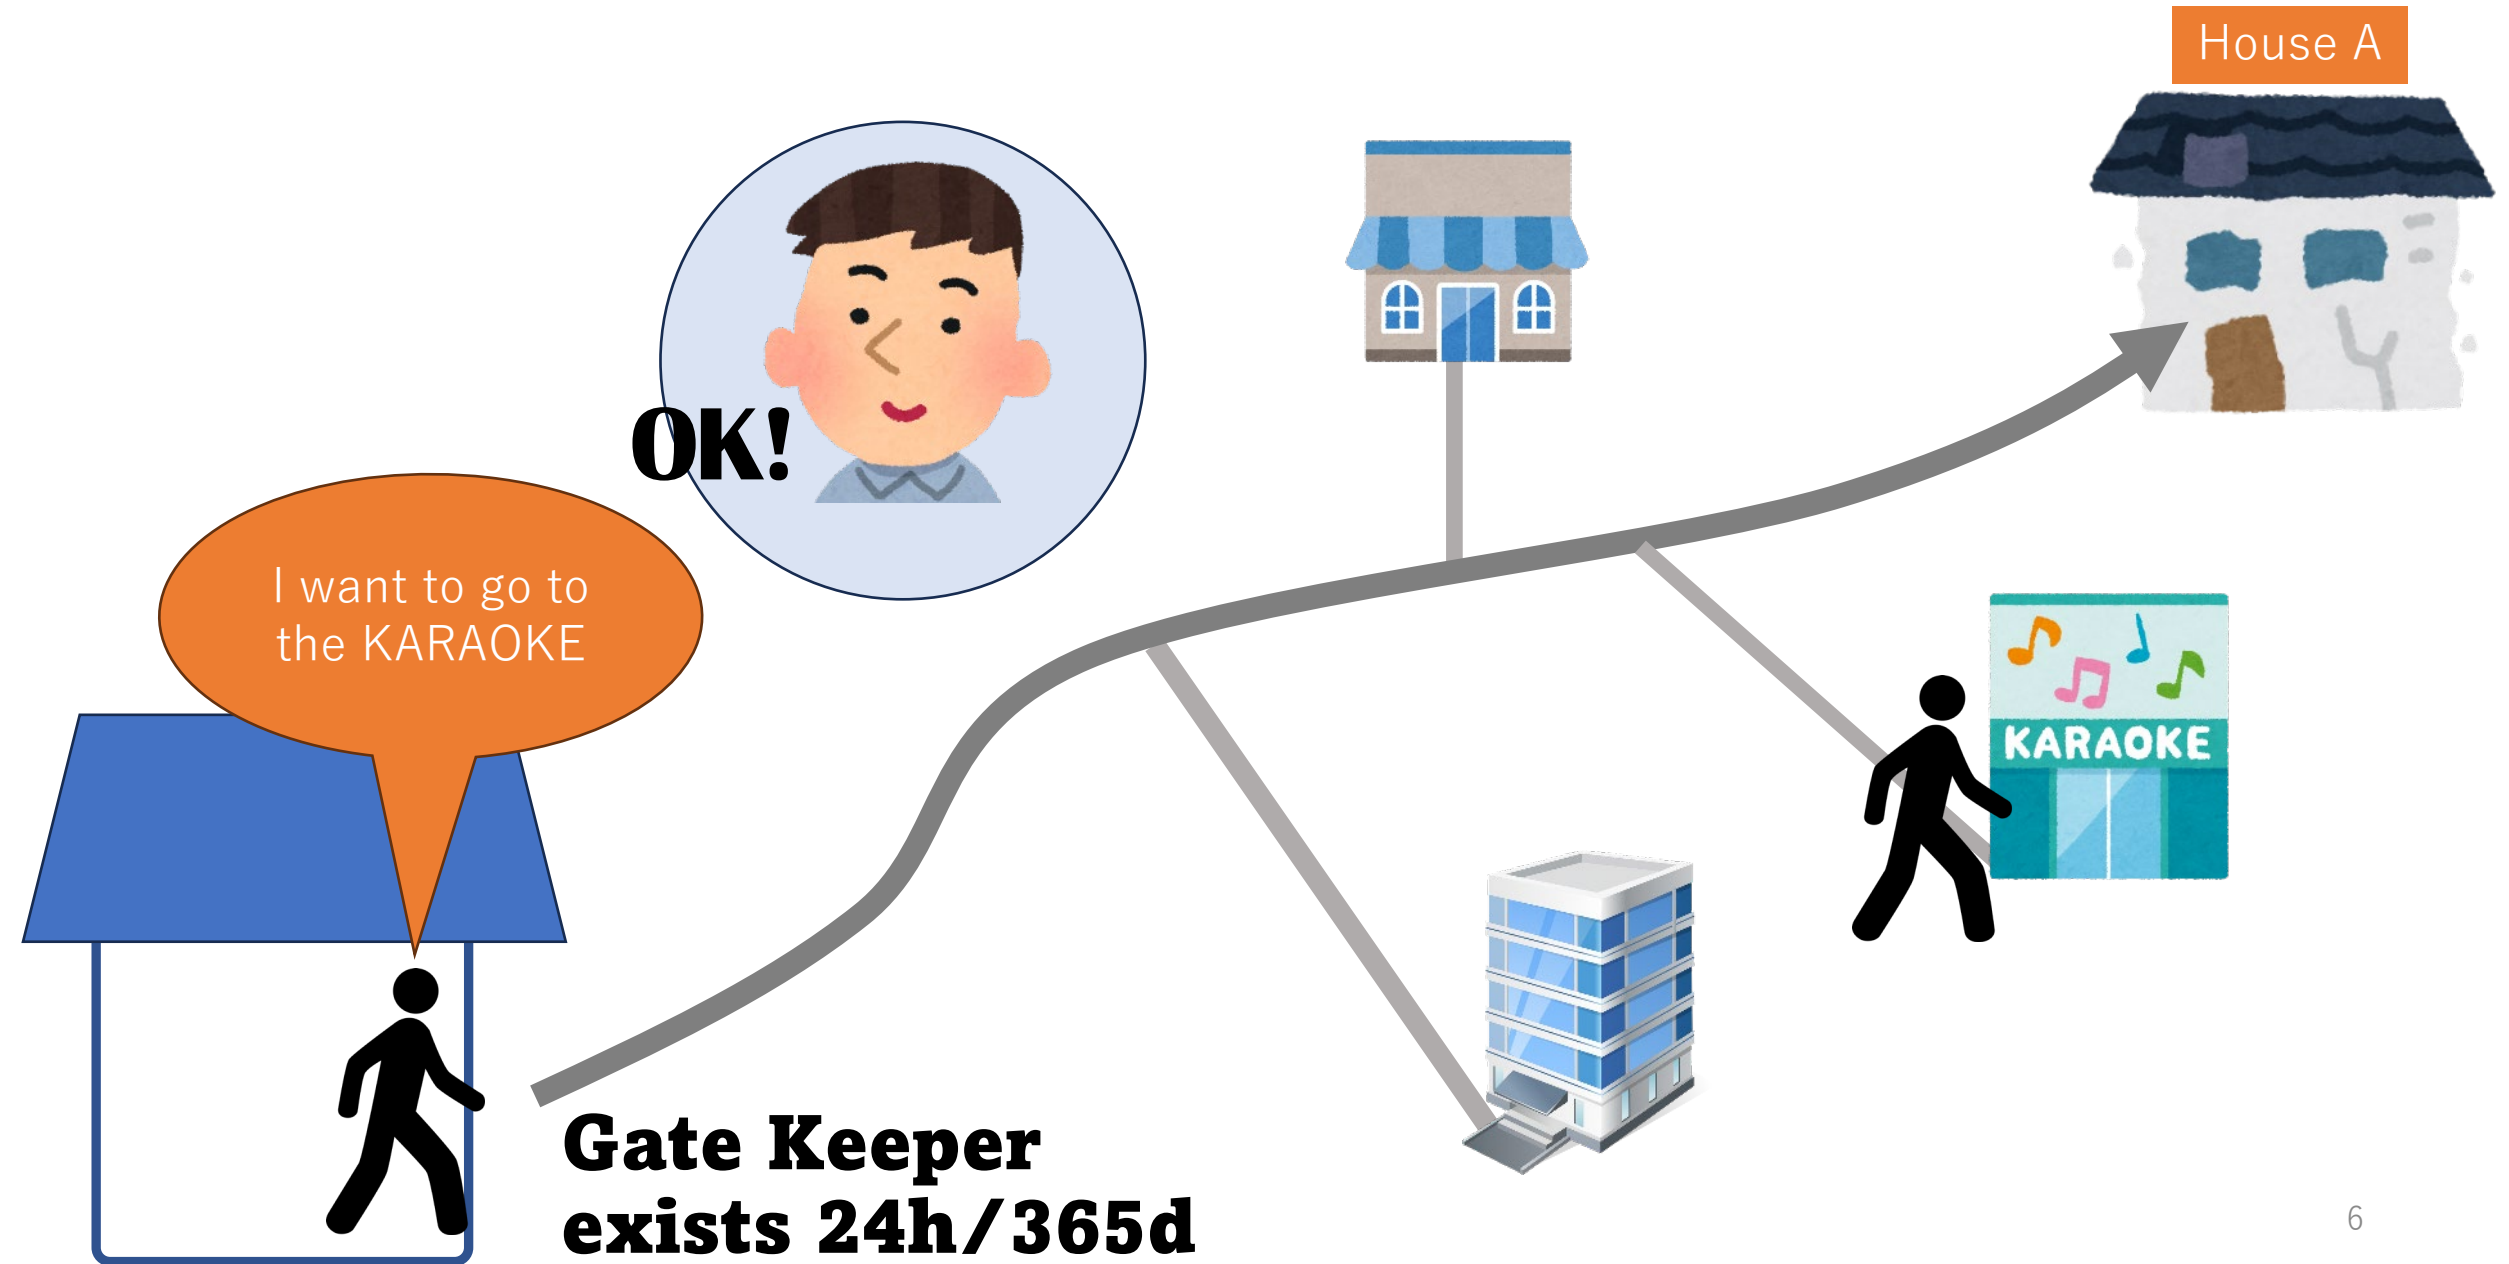 House A
OK!
I want to go to
the KARAOKE
KARAOKE
Gate Keeper
exists 24h/365d
6